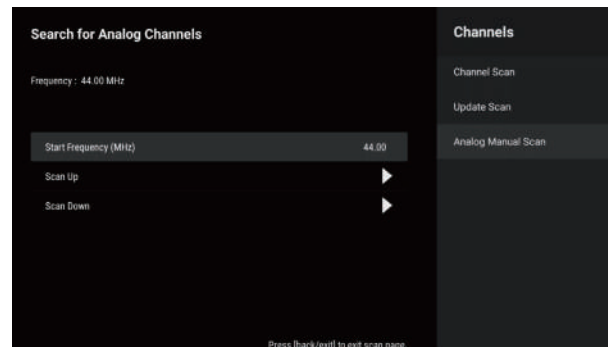 Search for Analog Channels
Frequency : 44.00 MHz
Start Frequency (MHz) 44.00
Scan Up
Scan Down
Press [back/exit] to exit scan page
Channels
Channel Scan
Update Scan
Analog Manual Scan